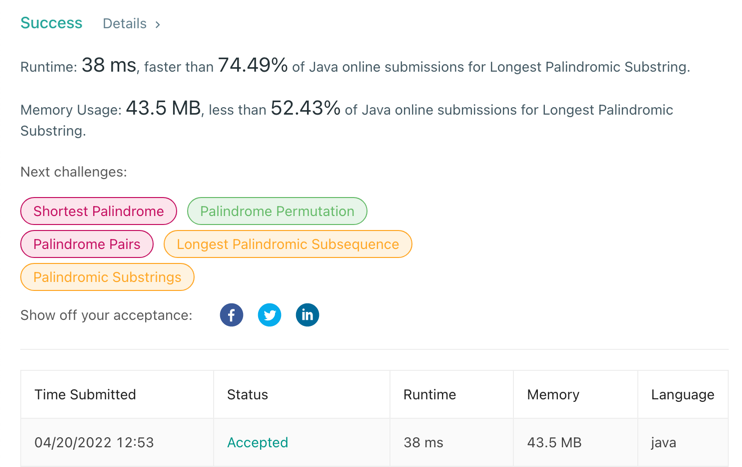 Success Details >
Runtime: 38 ms, faster than 74.49% of Java online submissions for Longest Palindromic Substring.
Memory Usage: 43.5 MB, less than 52.43% of Java online submissions for Longest Palindromic
Substring.
Next challenges:
Shortest Palindrome Palindrome Permutation
Palindrome Pairs Longest Palindromic Subsequence
Palindromic Substrings
Show off your acceptance: f in
Time Submitted Status Runtime Memory Language
04/20/2022 12:53 Accepted 38 ms 43.5 MB java